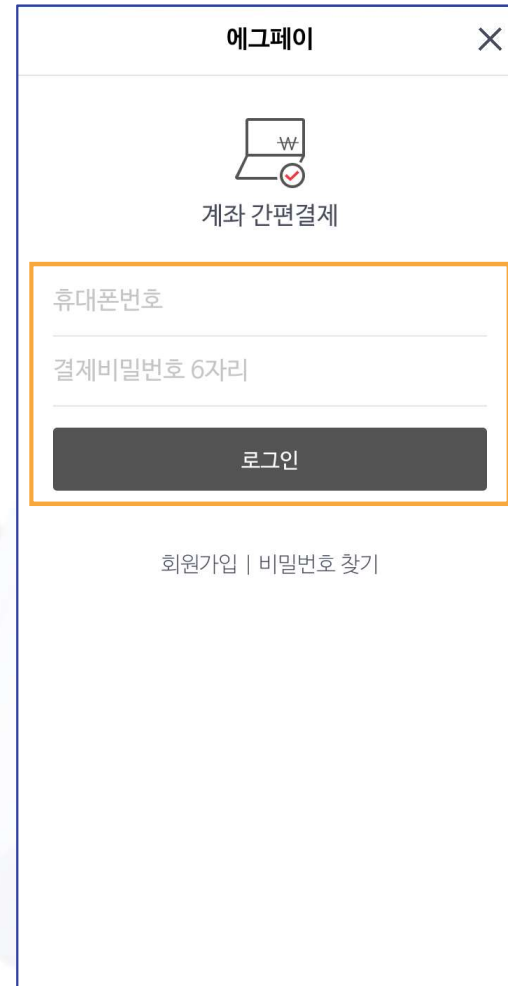 에그페이
₩
계좌 간편결제
휴대폰번호
결제비밀번호 6자리
로그인
회원가입 | 비밀번호 찾기